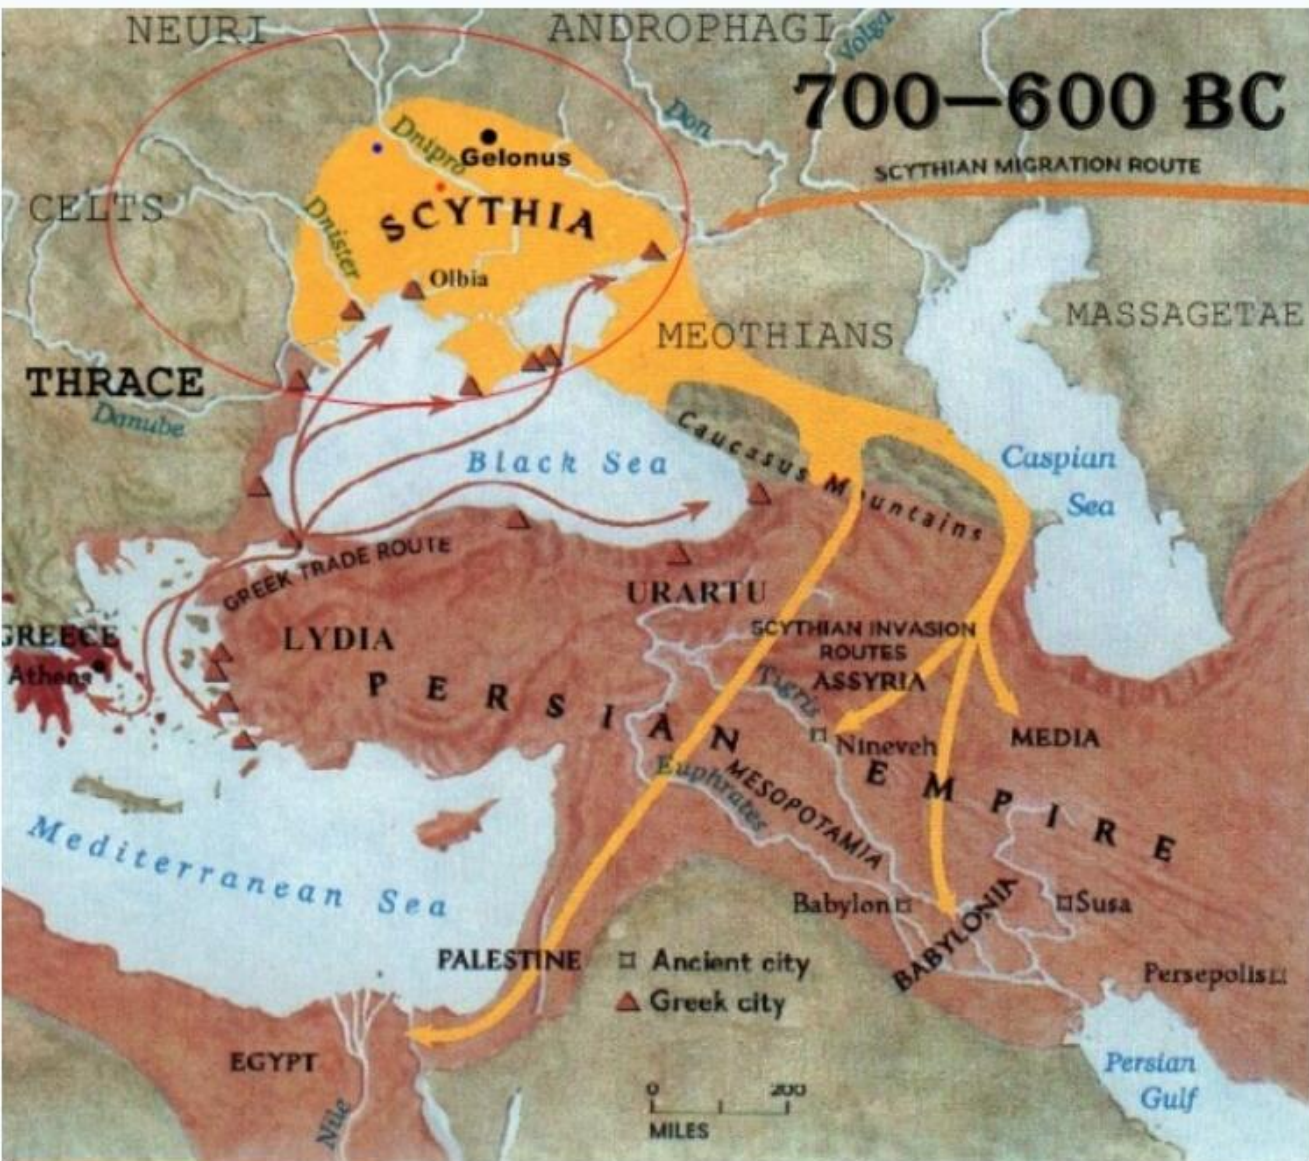 NEURI
ANDROPHAGI
Volga
700–600 BC
Don
SCYTHIAN MIGRATION ROUTE
Dnipro
Gelonus
CELTS
SCYTHIA
Dnister
Olbia
MASSAGETAE
MEOTHIANS
THRACE
Danube
Caucasus Mountains
Black Sea
Caspian
Sea
GREEK TRADE ROUTE
URARTU
GREECE
LYDIA
SCYTHIAN INVASION
ROUTES
Athens
ASSYRIA
PERSIAN EMPIRE
Tigris
Nineveh
MEDIA
Euphrates
MESOPOTAMIA
Mediterranean Sea
Babylon
BABYLONIA
Susa
PALESTINE
Ancient city
Persepolis
Greek city
EGYPT
Persian
Gulf
Nile
0 200
MILES